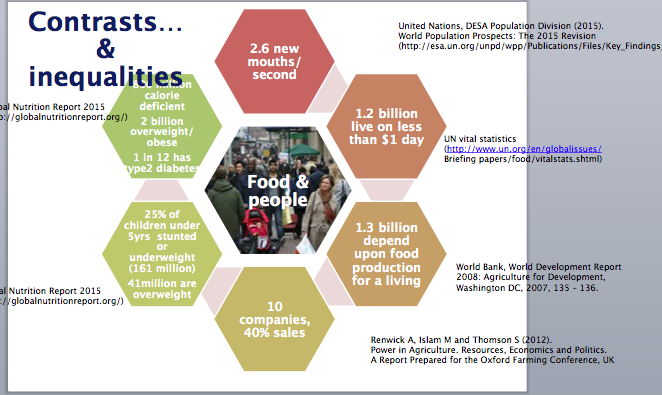 Contrasts...
&
inequalities
2.6 new
mouths/
second
United Nations, DESA Population Division (2015).
World Population Prospects: The 2015 Revision
(http://esa.un.org/unpd/wpp/Publications/Files/Key_Findings_
calorie
deficient
2 billion
overweight/
obese
1 in 12 has
type2 diabetes
al Nutrition Report 2015
://globalnutritionreport.org/)
1.2 billion
live on less
than $1 day
UN vital statistics
(http://www.un.org/en/globalissues/
Briefing papers/food/vitalstats.shtml)
Food &
people
25% of
children under
5yrs stunted
or
underweight
(161 million)
41million are
overweight
1.3 billion
depend
upon food
production
for a living
World Bank, World Development Report
2008: Agriculture for Development,
Washington DC, 2007, 135 – 136.
al Nutrition Report 2015
://globalnutritionreport.org/)
10
companies,
40% sales
Renwick A, Islam M and Thomson S (2012).
Power in Agriculture. Resources, Economics and Politics.
A Report Prepared for the Oxford Farming Conference, UK